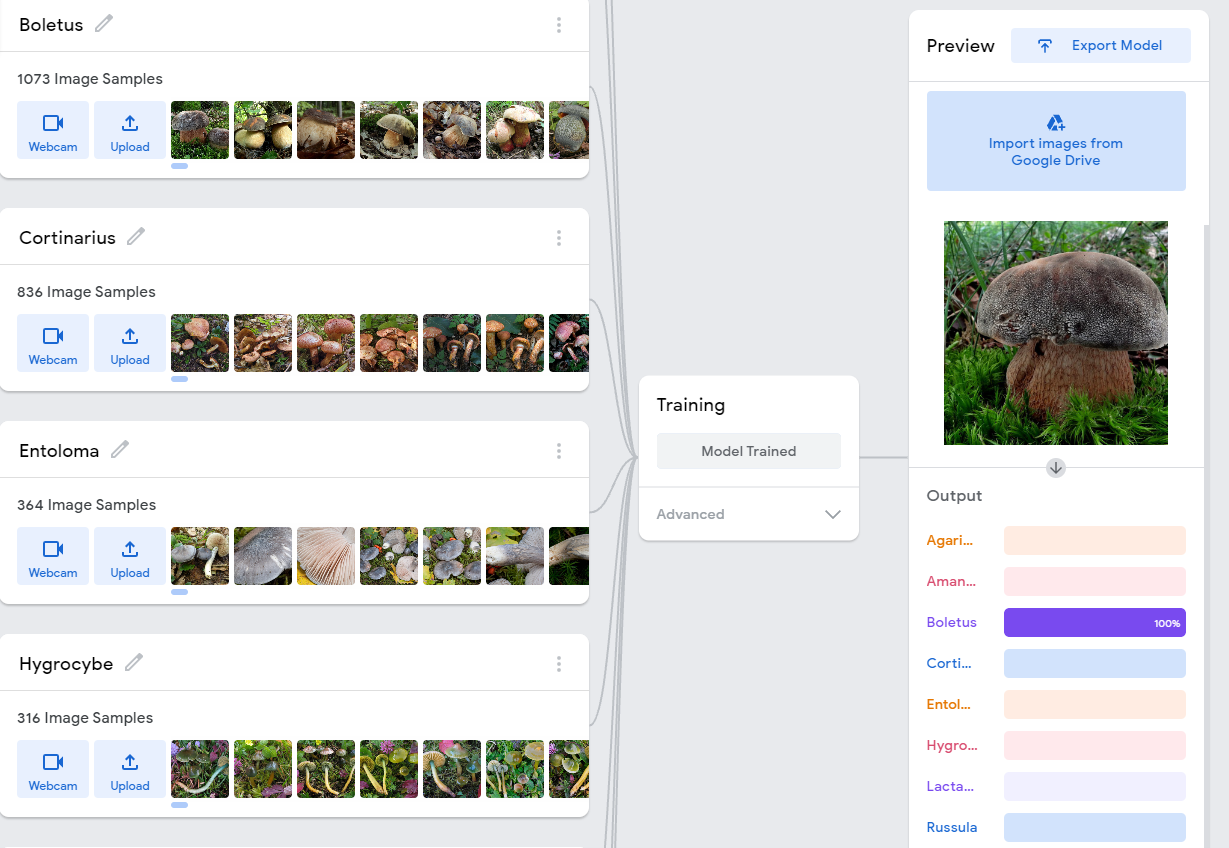 Boletus
1073 Image Samples
Webcam
Upload
Cortinarius
836 Image Samples
Webcam
Upload
Entoloma
364 Image Samples
Webcam
Upload
Hygrocybe
316 Image Samples
Webcam
Upload
Training
Model Trained
Advanced
Preview
Export Model
Import images from
Google Drive
Output
Agari...
Aman...
Boletus
100%
Corti...
Entol...
Hygro...
Lacta...
Russula